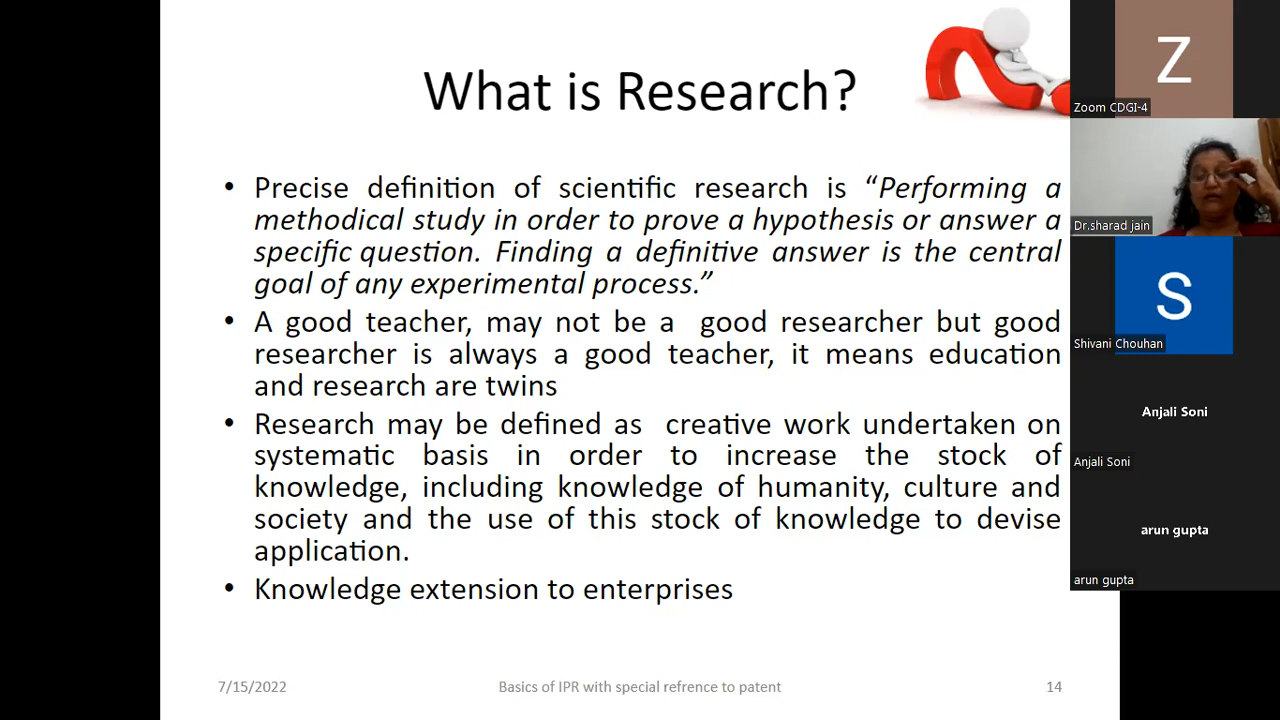 What is Research?
• Precise definition of scientific research is “Performing a
methodical study in order to prove a hypothesis or answer a
specific question. Finding a definitive answer is the central
goal of any experimental process.”
• A good teacher, may not be a good researcher but good
researcher is always a good teacher, it means education
and research are twins
• Research may be defined as creative work undertaken on
systematic basis in order to increase the stock of
knowledge, including knowledge of humanity, culture and
society and the use of this stock of knowledge to devise
application.
• Knowledge extension to enterprises
7/15/2022
Basics of IPR with special refrence to patent
14
Z
Zoom CDGI-4
Dr.sharad jain
S
Shivani Chouhan
Anjali Soni
Anjali Soni
arun gupta
arun gupta